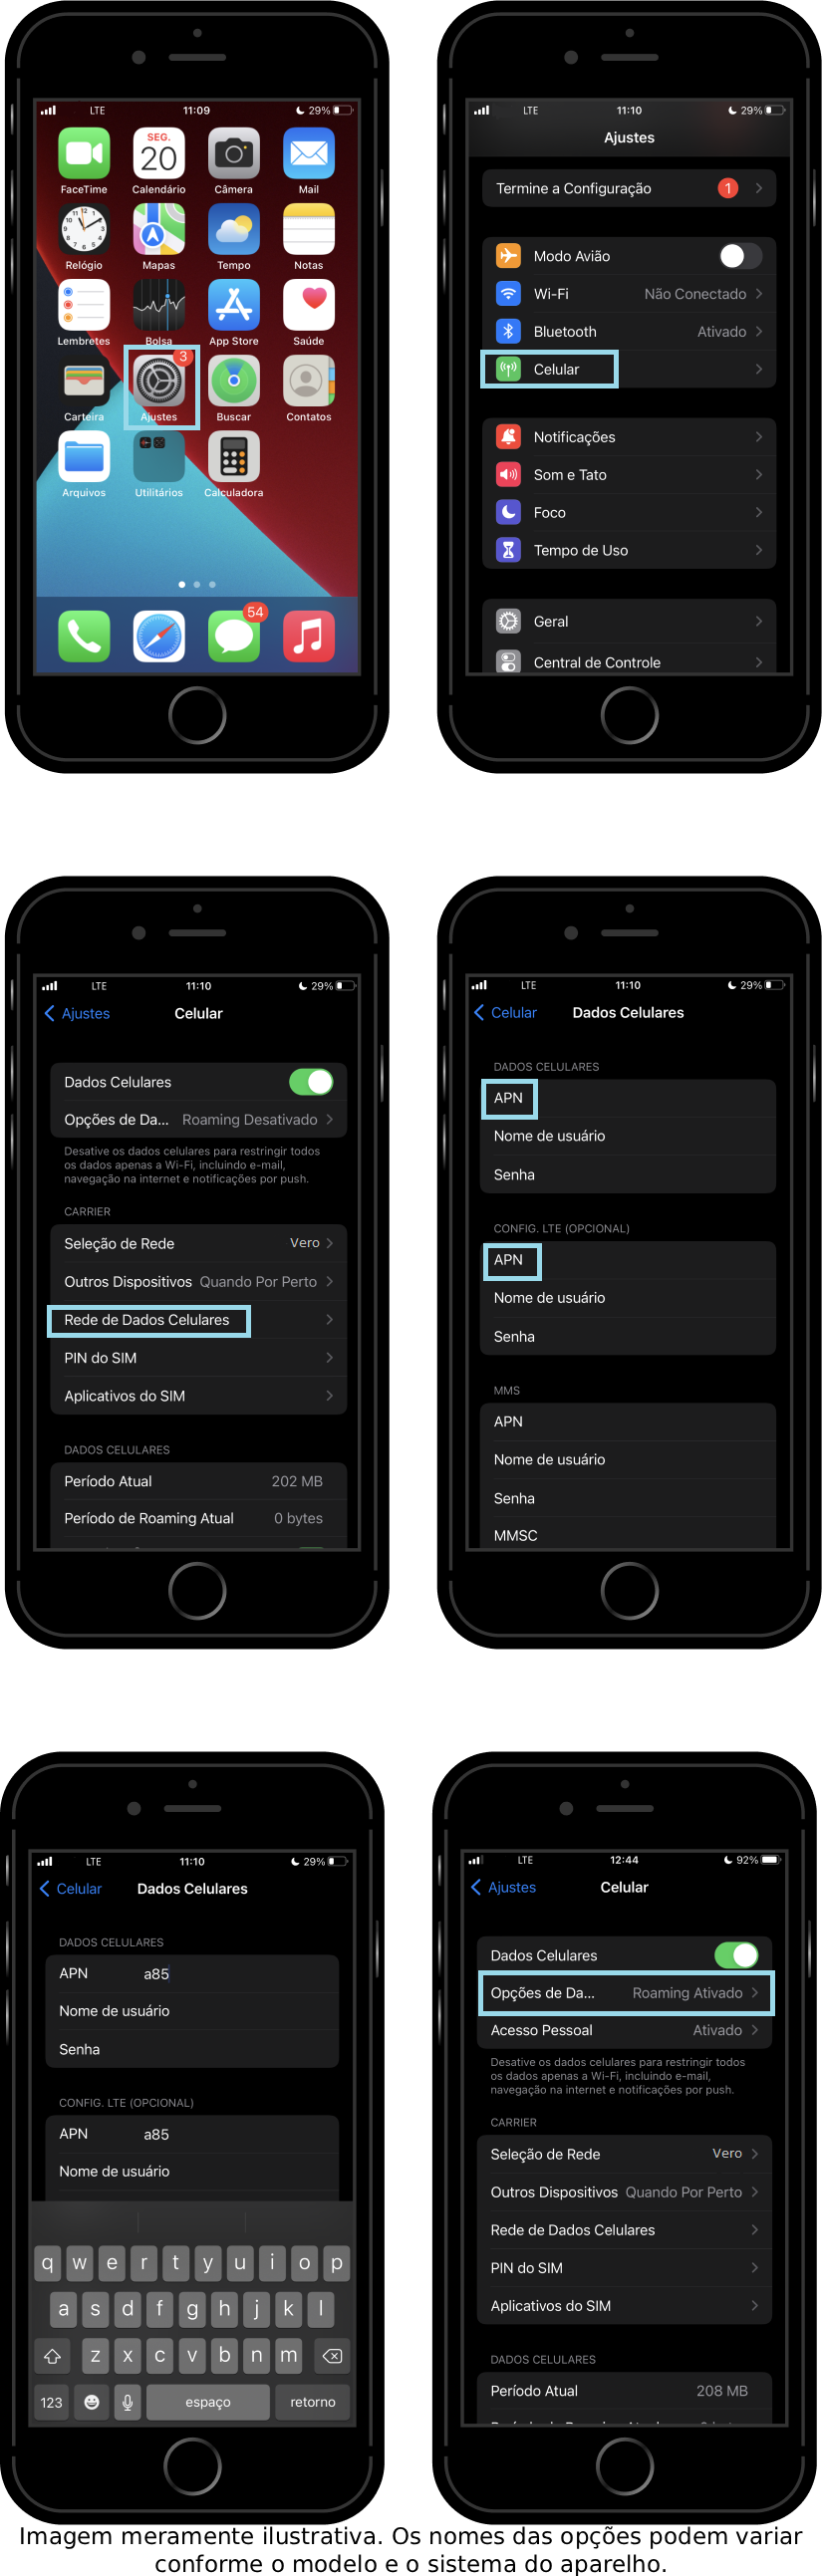 LTE 11:09 29%
SEG.
20
FaceTime Calendário Câmera Mail
Relógio Mapas Tempo Notas
Lembretes Bolsa App Store Saúde
3
Carteira Ajustes Buscar Contatos
Arquivos Utilitários Calculadora
54
LTE 11:10 29%
Ajustes
Termine a Configuração 1
Modo Avião
Wi-Fi Não Conectado
Bluetooth Ativado
Celular
Notificações
Som e Tato
Foco
Tempo de Uso
Geral
Central de Controle
LTE 11:10 29%
Ajustes Celular
Dados Celulares
Opções de Da... Roaming Desativado
Desative os dados celulares para restringir todos
os dados apenas a Wi-Fi, incluindo e-mail,
navegação na internet e notificações por push.
CARRIER
Seleção de Rede Vero
Outros Dispositivos Quando Por Perto
Rede de Dados Celulares
PIN do SIM
Aplicativos do SIM
DADOS CELULARES
Período Atual 202 MB
Período de Roaming Atual 0 bytes
LTE 11:10 29%
Celular Dados Celulares
DADOS CELULARES
APN
Nome de usuário
Senha
CONFIG. LTE (OPCIONAL)
APN
Nome de usuário
Senha
MMS
APN
Nome de usuário
Senha
MMSC
LTE 11:10 29%
Celular Dados Celulares
DADOS CELULARES
APN a85
Nome de usuário
Senha
CONFIG. LTE (OPCIONAL)
APN a85
Nome de usuário
q w e r t y u i o p
a s d f g h j k l
z x c v b n m
123 espaço retorno
LTE 12:44 92%
Ajustes Celular
Dados Celulares
Opções de Da... Roaming Ativado
Acesso Pessoal Ativado
Desative os dados celulares para restringir todos
os dados apenas a Wi-Fi, incluindo e-mail,
navegação na internet e notificações por push.
CARRIER
Seleção de Rede Vero
Outros Dispositivos Quando Por Perto
Rede de Dados Celulares
PIN do SIM
Aplicativos do SIM
DADOS CELULARES
Período Atual 208 MB
Imagem meramente ilustrativa. Os nomes das opções podem variar
conforme o modelo e o sistema do aparelho.